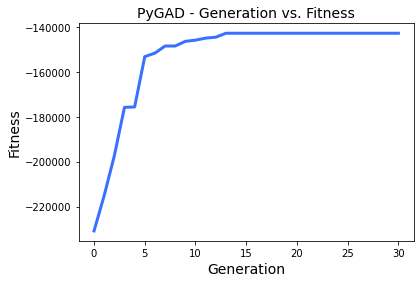 PyGAD - Generation vs. Fitness
−140000
−160000
−180000
−200000
−220000
Fitness
0 5 10 15 20 25 30
Generation